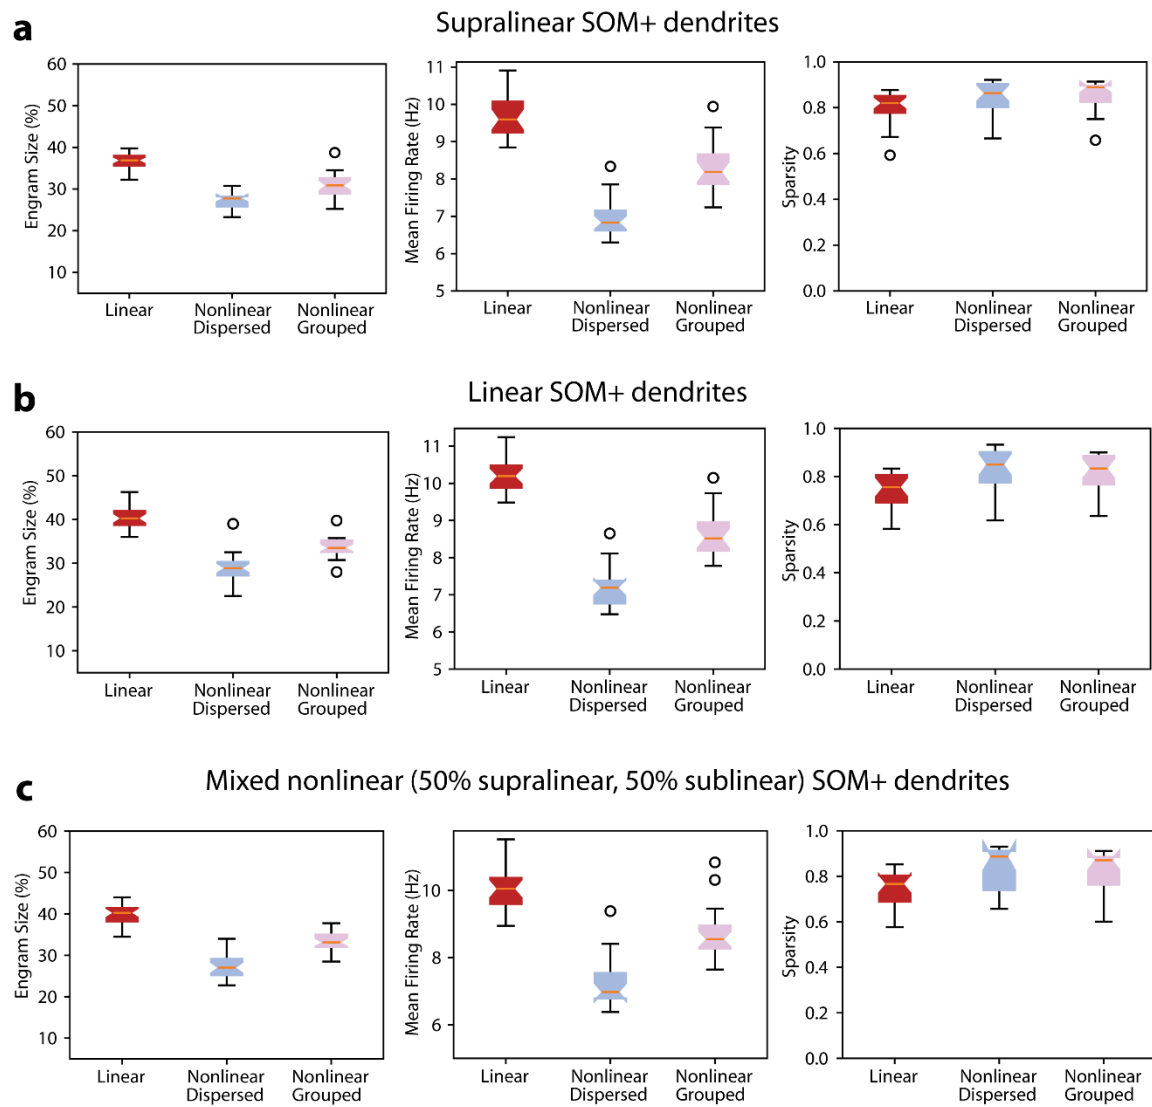 a
Supralinear SOM+ dendrites
Engram Size (%)
60
50
40
30
20
10
Linear
Nonlinear
Dispersed
Nonlinear
Grouped
Mean Firing Rate (Hz)
11
10
9
8
7
6
5
Linear
Nonlinear
Dispersed
Nonlinear
Grouped
Sparsity
1.0
0.8
0.6
0.4
0.2
0.0
Linear
Nonlinear
Dispersed
Nonlinear
Grouped
b
Linear SOM+ dendrites
Engram Size (%)
60
50
40
30
20
10
Linear
Nonlinear
Dispersed
Nonlinear
Grouped
Mean Firing Rate (Hz)
11
10
9
8
7
6
5
Linear
Nonlinear
Dispersed
Nonlinear
Grouped
Sparsity
1.0
0.8
0.6
0.4
0.2
0.0
Linear
Nonlinear
Dispersed
Nonlinear
Grouped
c
Mixed nonlinear (50% supralinear, 50% sublinear) SOM+ dendrites
Engram Size (%)
60
50
40
30
20
10
Linear
Nonlinear
Dispersed
Nonlinear
Grouped
Mean Firing Rate (Hz)
10
8
6
Linear
Nonlinear
Dispersed
Nonlinear
Grouped
Sparsity
1.0
0.8
0.6
0.4
0.2
0.0
Linear
Nonlinear
Dispersed
Nonlinear
Grouped